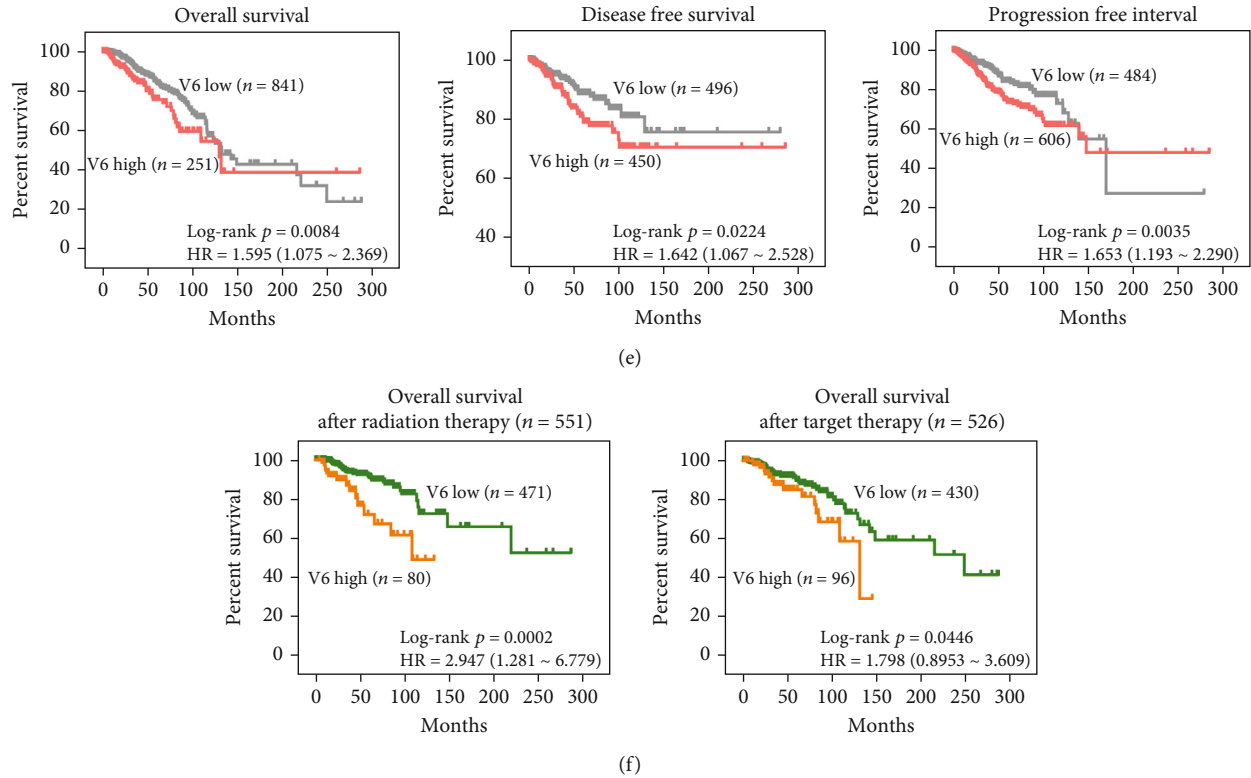 Overall survival
Percent survival
100
80
60
40
20
0
V6 low (n = 841)
V6 high (n = 251)
Log-rank p = 0.0084
HR = 1.595 (1.075 ~ 2.369)
0 50 100 150 200 250 300
Months
Disease free survival
Percent survival
100
80
60
40
V6 low (n = 496)
V6 high (n = 450)
Log-rank p = 0.0224
HR = 1.642 (1.067 ~ 2.528)
0 50 100 150 200 250 300
Months
Progression free interval
Percent survival
100
80
60
40
20
0
V6 low (n = 484)
V6 high (n = 606)
Log-rank p = 0.0035
HR = 1.653 (1.193 ~ 2.290)
0 50 100 150 200 250 300
Months
(e)
Overall survival
after radiation therapy (n = 551)
Percent survival
100
80
60
40
20
0
V6 low (n = 471)
V6 high (n = 80)
Log-rank p = 0.0002
HR = 2.947 (1.281 ~ 6.779)
0 50 100 150 200 250 300
Months
Overall survival
after target therapy (n = 526)
Percent survival
100
80
60
40
20
0
V6 low (n = 430)
V6 high (n = 96)
Log-rank p = 0.0446
HR = 1.798 (0.8953 ~ 3.609)
0 50 100 150 200 250 300
Months
(f)